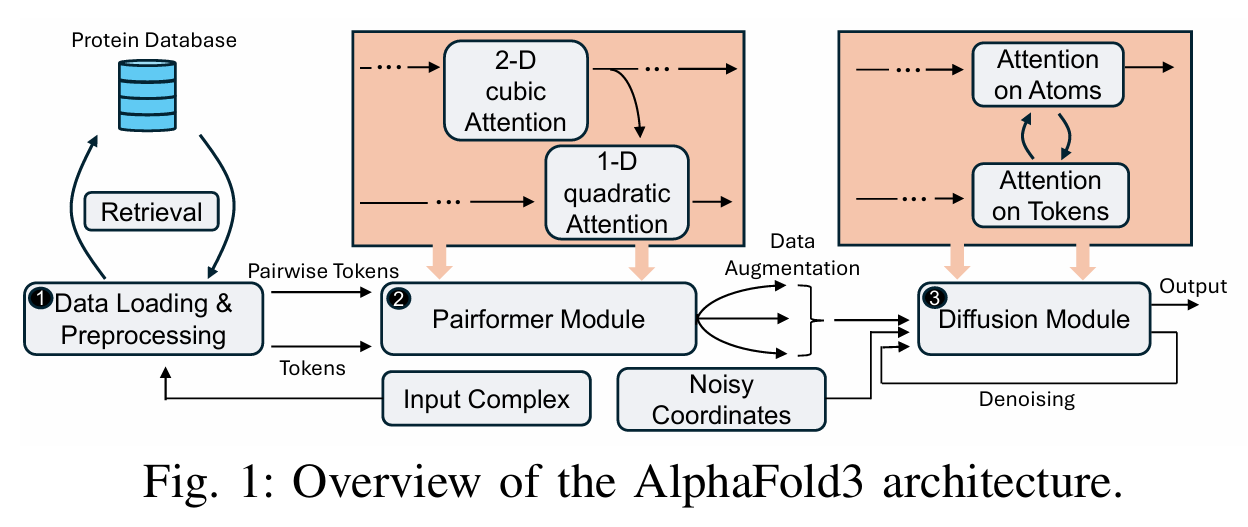 Protein Database
Retrieval
2-D
cubic
Attention
1-D
quadratic
Attention
Attention
on Atoms
Attention
on Tokens
1
Data Loading &
Preprocessing
Pairwise Tokens
Tokens
2
Pairformer Module
Data
Augmentation
3
Diffusion Module
Output
Input Complex
Noisy
Coordinates
Denoising
Fig. 1: Overview of the AlphaFold3 architecture.